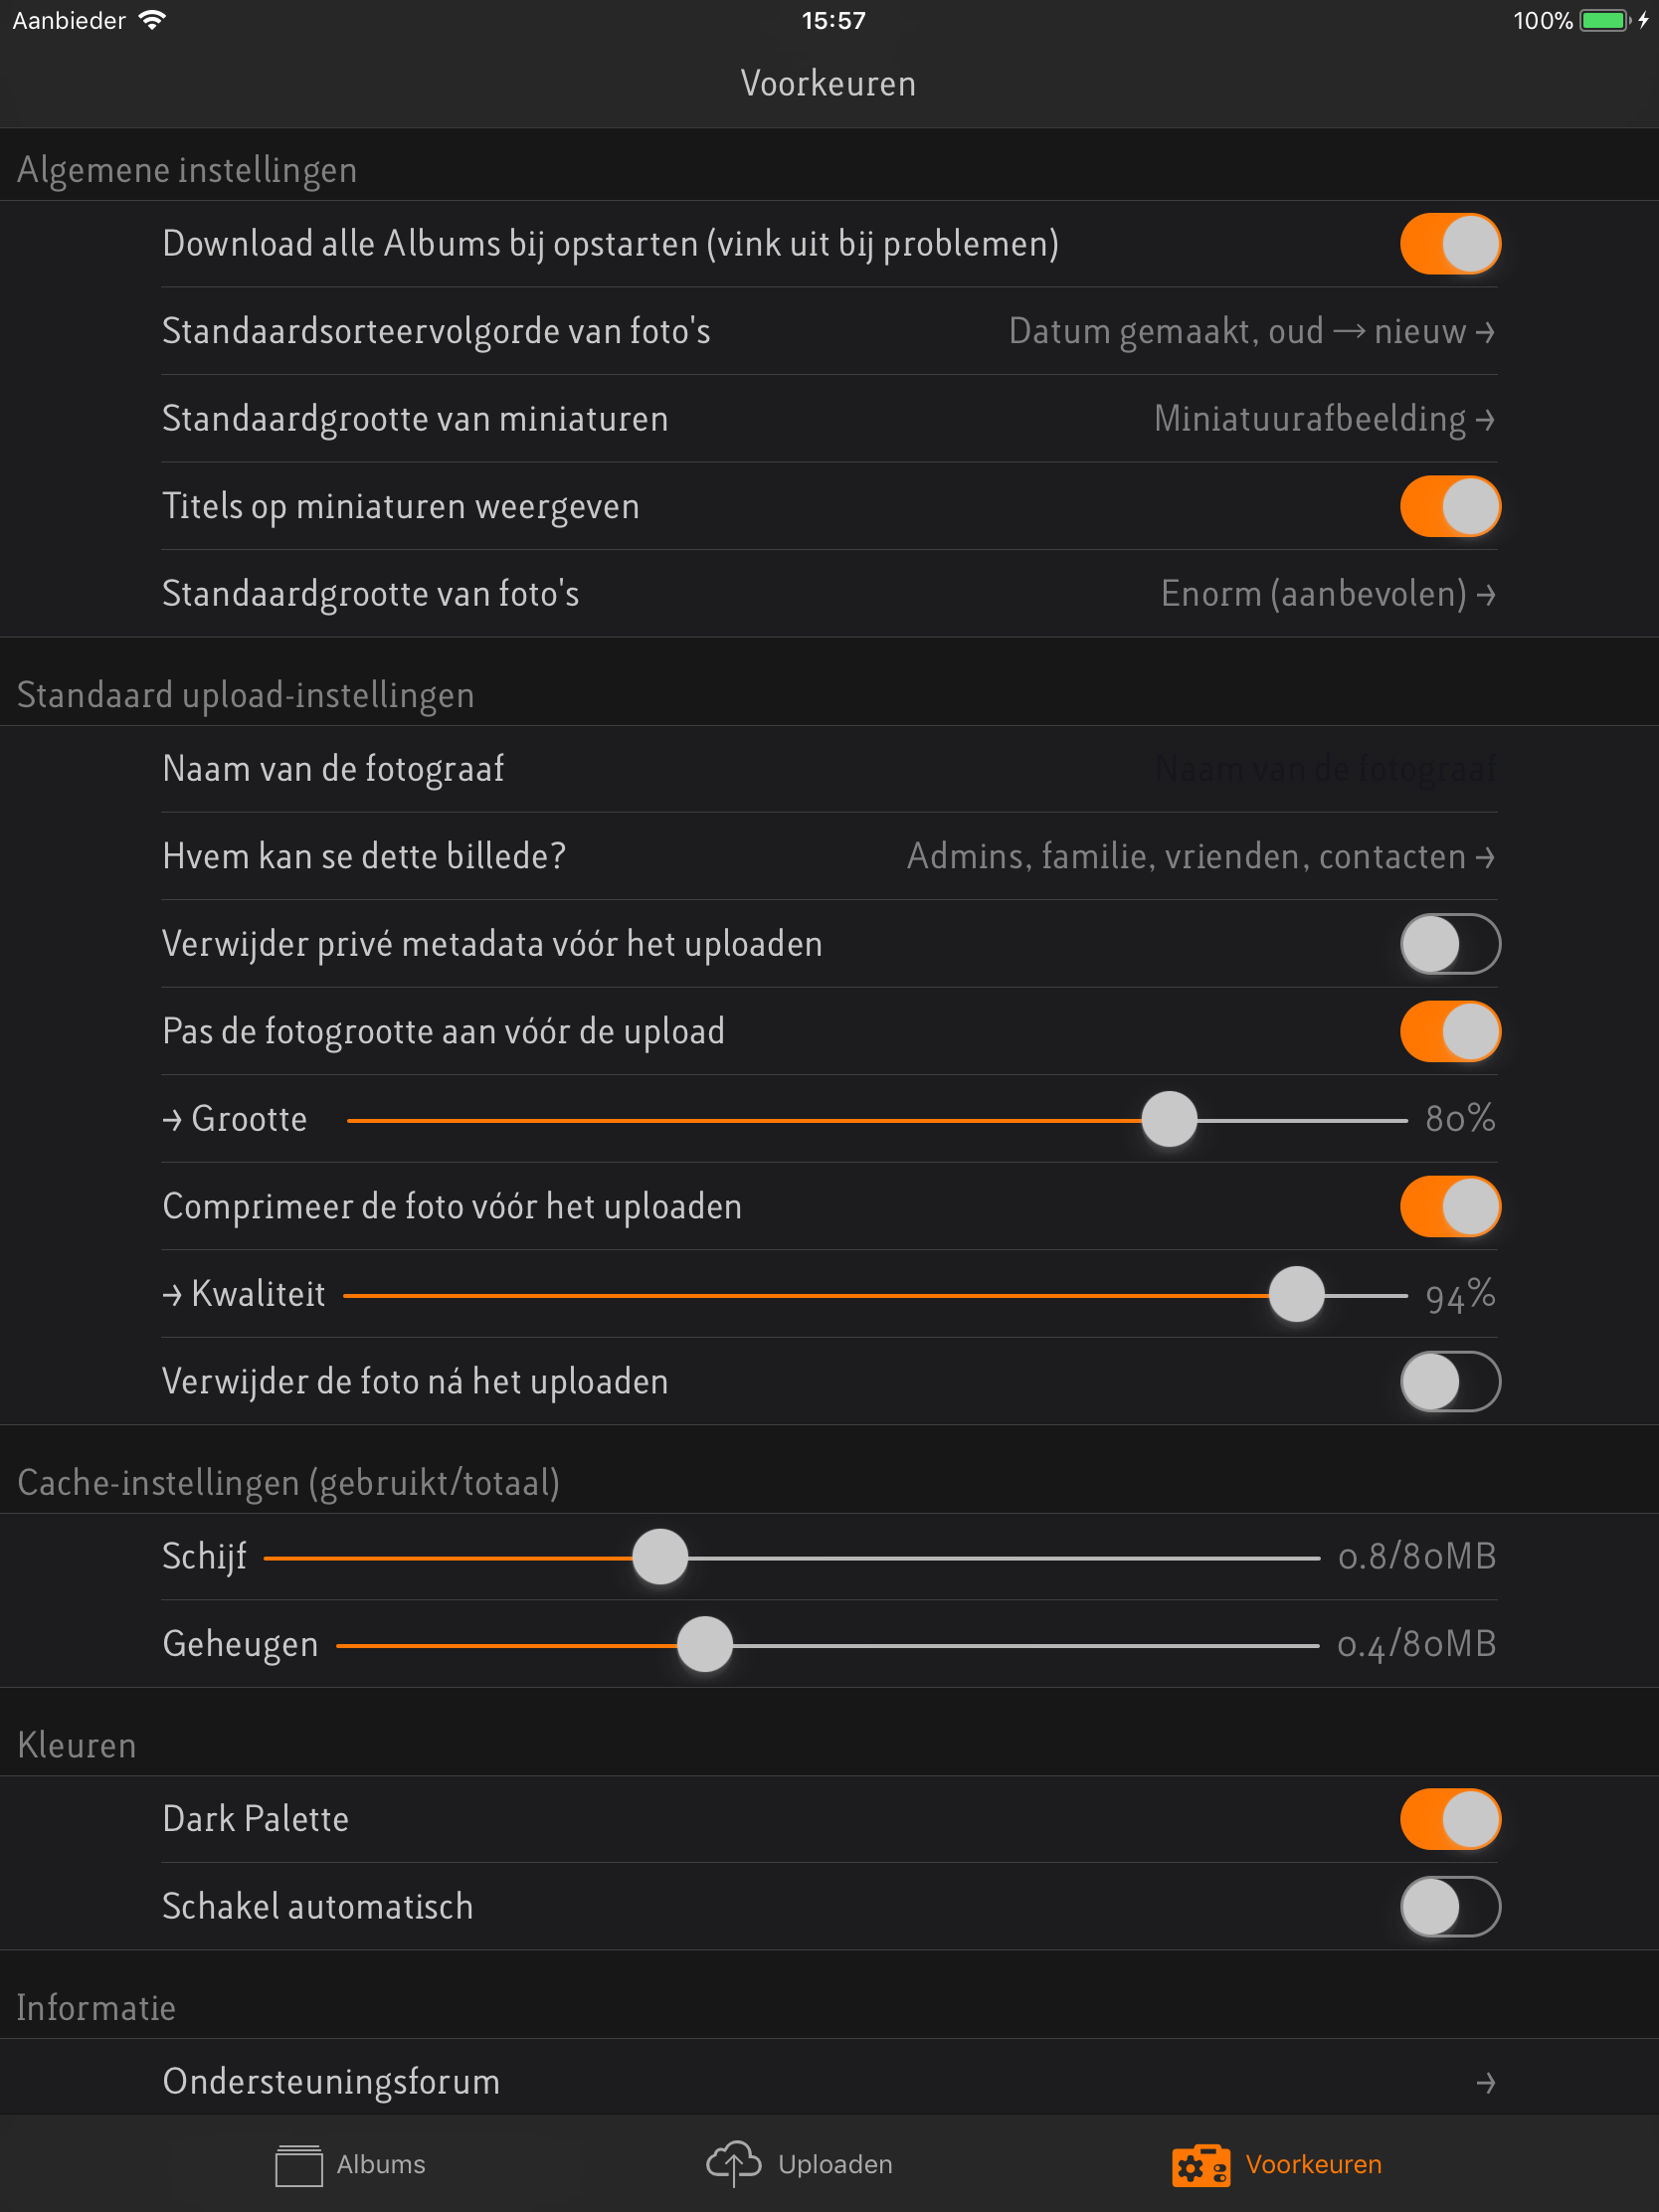 Aanbieder 15:57 100%
Voorkeuren
Algemene instellingen
Download alle Albums bij opstarten (vink uit bij problemen)
Standaardsorteervolgorde van foto's Datum gemaakt, oud → nieuw →
Standaardgrootte van miniaturen Miniatuurafbeelding →
Titels op miniaturen weergeven
Standaardgrootte van foto's Enorm (aanbevolen) →
Standaard upload-instellingen
Naam van de fotograaf Naam van de fotograaf
Hvem kan se dette billede? Admins, familie, vrienden, contacten →
Verwijder privé metadata vóór het uploaden
Pas de fotogrootte aan vóór de upload
→ Grootte 80%
Comprimeer de foto vóór het uploaden
→ Kwaliteit 94%
Verwijder de foto ná het uploaden
Cache-instellingen (gebruikt/totaal)
Schijf 0.8/80MB
Geheugen 0.4/80MB
Kleuren
Dark Palette
Schakel automatisch
Informatie
Ondersteuningsforum →
Albums Uploaden Voorkeuren